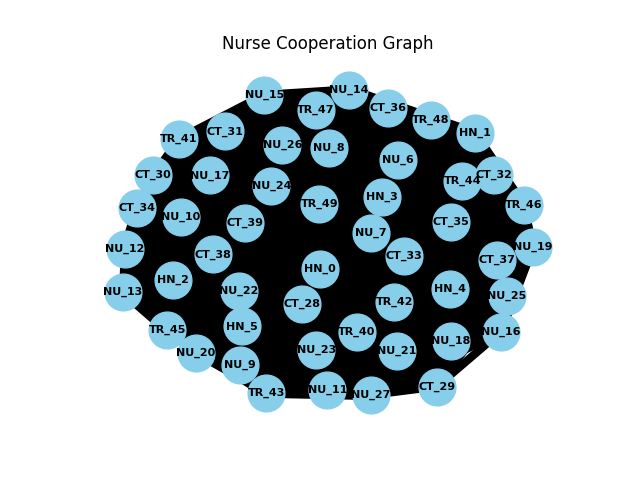 Nurse Cooperation Graph
NU_14
NU_15
CT_36
TR_47
TR_48
CT_31
HN_1
TR_41
NU_26
NU_8
NU_6
CT_30
NU_17
CT_32
TR_44
NU_24
HN_3
TR_49
TR_46
CT_34
NU_10
CT_35
CT_39
NU_7
NU_19
NU_12
CT_38
CT_33
CT_37
HN_0
HN_2
HN_4
NU_22
NU_13
NU_25
TR_42
CT_28
HN_5
TR_45
TR_40
NU_16
NU_18
NU_23
NU_21
NU_20
NU_9
CT_29
NU_11
TR_43
NU_27